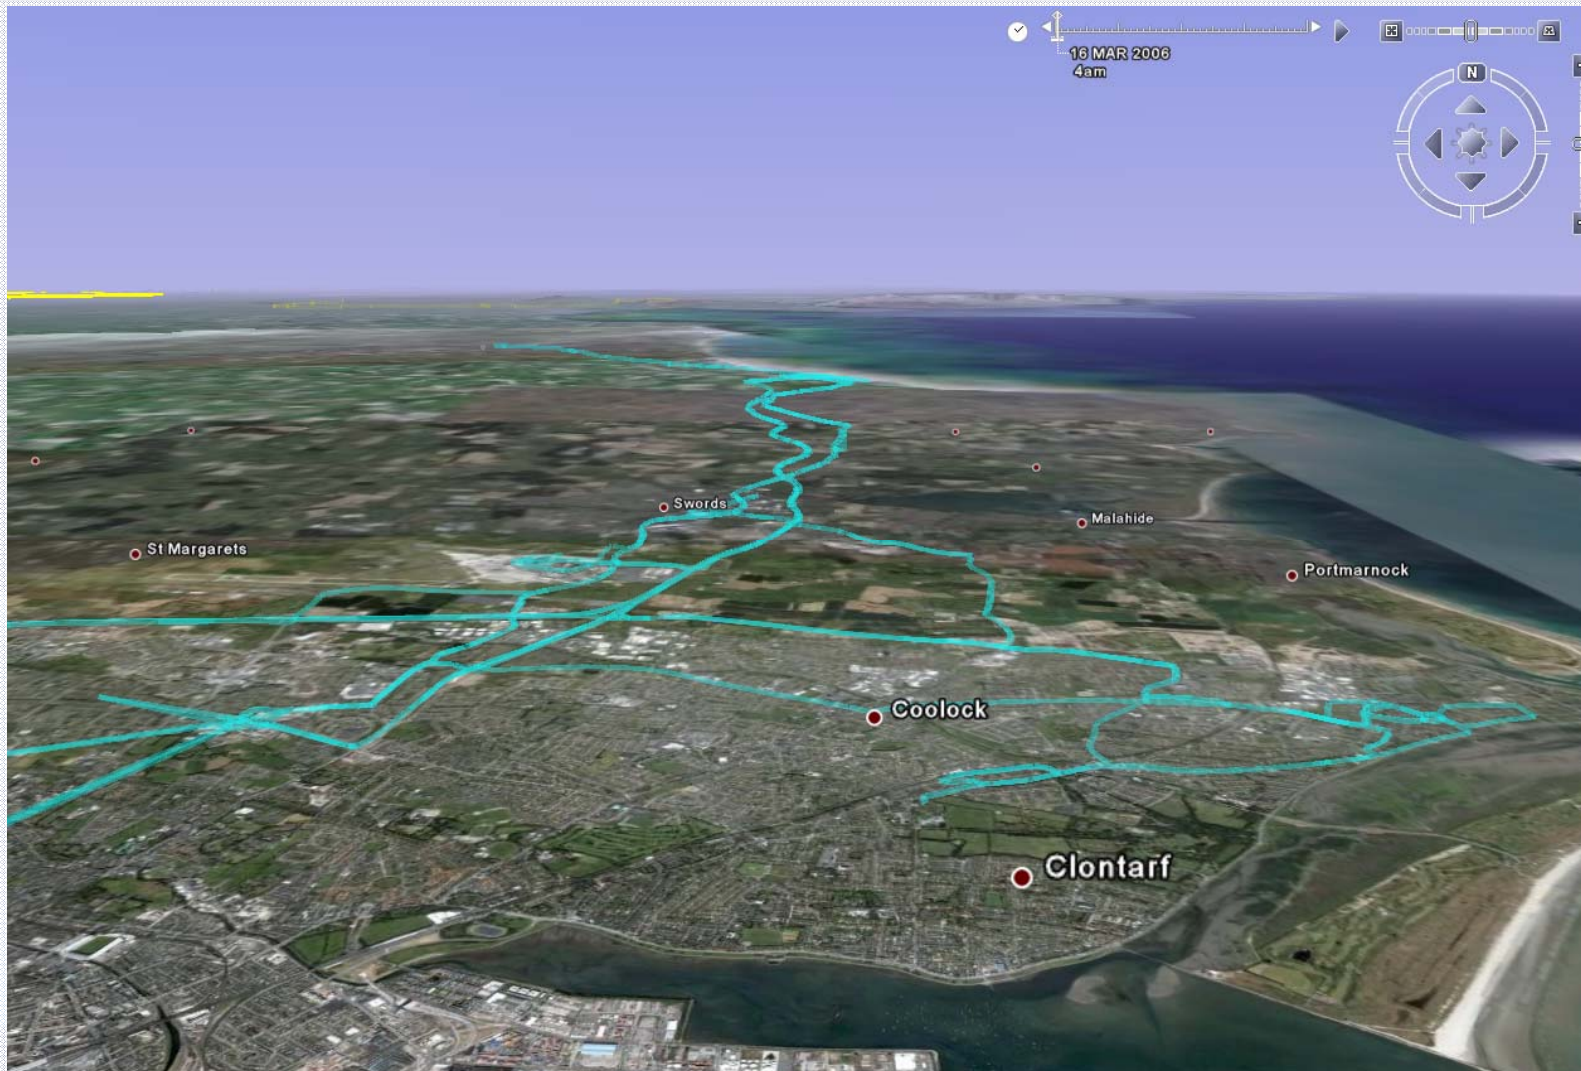 16 MAR 2006
4am
N
Swords
Malahide
St Margarets
Portmarnock
Coolock
Clontarf